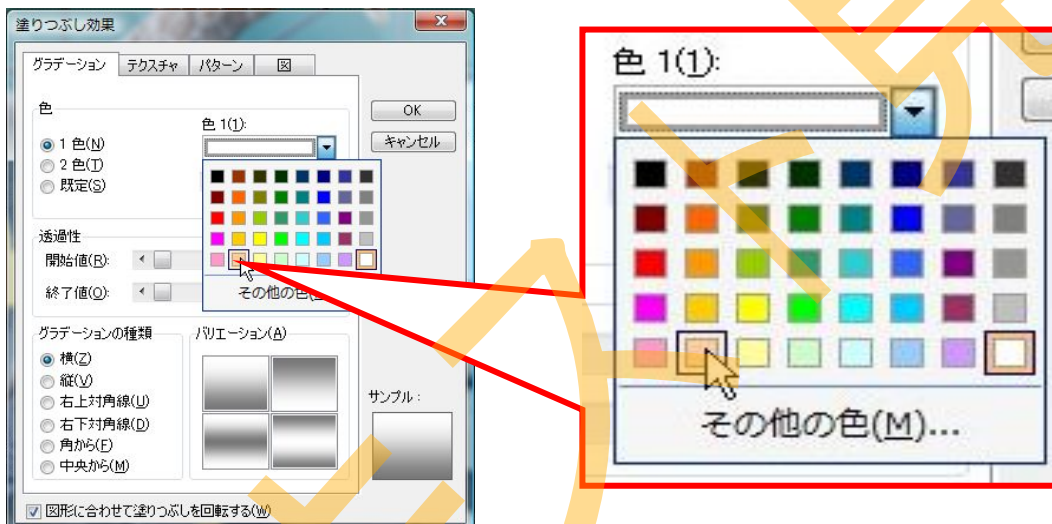 塗りつぶし効果
グラデーション テクスチャ パターン 図
色
1 色(N)
2 色(T)
既定(S)
色 1(1):
OK
キャンセル
その他の色(
透過性
開始値(R):
終了値(O):
グラデーションの種類
横(Z)
縦(V)
右上対角線(U)
右下対角線(D)
角から(F)
中央から(M)
バリエーション(A)
サンプル:
図形に合わせて塗りつぶしを回転する(W)
色 1(1):
その他の色(M)...